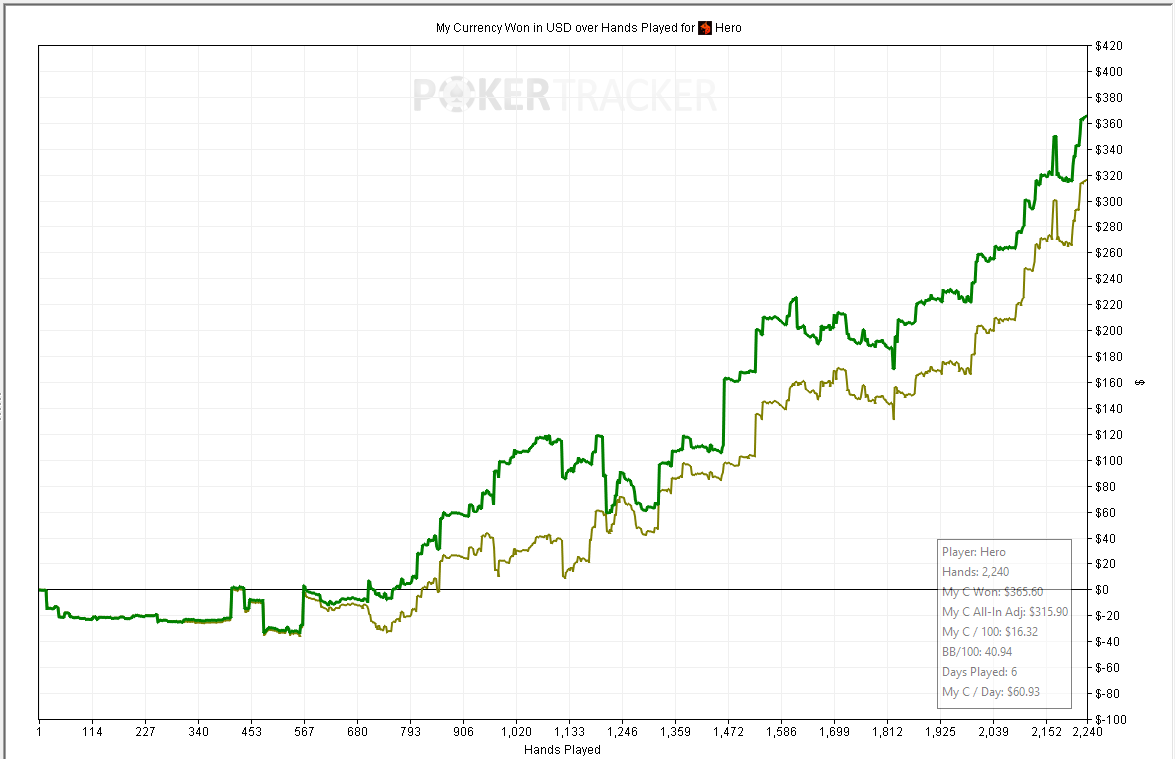 My Currency Won in USD over Hands Played for Hero
POKERTRACKER
$420
$400
$380
$360
$340
$320
$300
$280
$260
$240
$220
$200
$180
$160
$140
$120
$100
$80
$60
$40
$20
$0
$-20
$-40
$-60
$-80
$-100
$
Player: Hero
Hands: 2,240
My C Won: $365.60
My C All-In Adj: $315.90
My C / 100: $16.32
BB/100: 40.94
Days Played: 6
My C / Day: $60.93
1 114 227 340 453 567 680 793 906 1,020 1,133 1,246 1,359 1,472 1,586 1,699 1,812 1,925 2,039 2,152 2,240
Hands Played